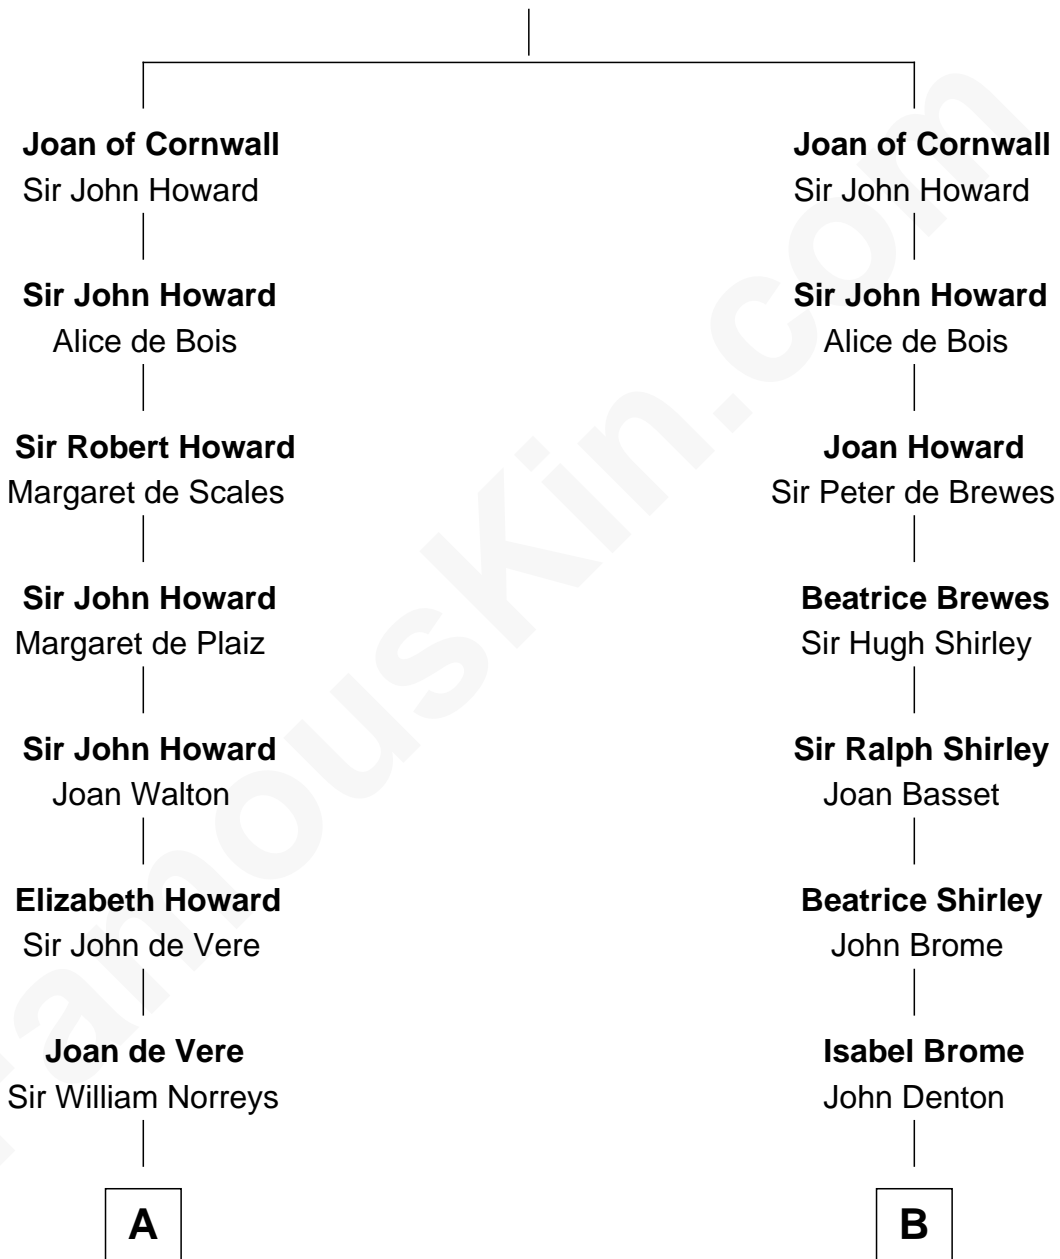 Joan of Cornwall
Sir John Howard
Sir John Howard
Alice de Bois
Sir Robert Howard
Margaret de Scales
Sir John Howard
Margaret de Plaiz
Sir John Howard
Joan Walton
Elizabeth Howard
Sir John de Vere
Joan de Vere
Sir William Norreys
A
Joan of Cornwall
Sir John Howard
Sir John Howard
Alice de Bois
Joan Howard
Sir Peter de Brewes
Beatrice Brewes
Sir Hugh Shirley
Sir Ralph Shirley
Joan Basset
Beatrice Shirley
John Brome
Isabel Brome
John Denton
B
FamousKin.com